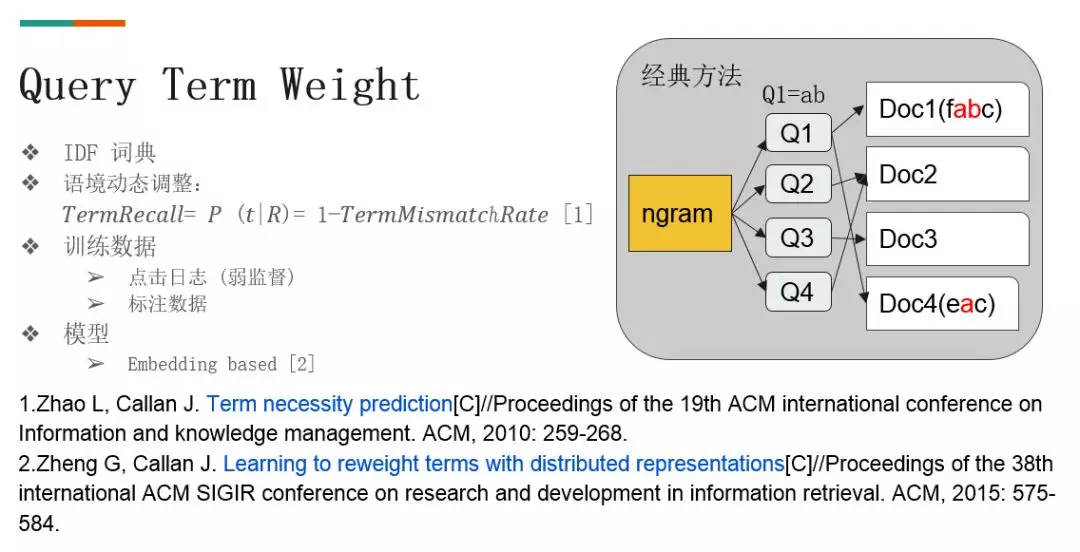 Query Term Weight
❖ IDF 词典
❖ 语境动态调整:
TermRecall= P (t|R)= 1-TermMismatchRate [1]
❖ 训练数据
➢ 点击日志 (弱监督)
➢ 标注数据
❖ 模型
➢ Embedding based [2]
经典方法
Q1=ab
ngram
Q1
Q2
Q3
Q4
Doc1(fabc)
Doc2
Doc3
Doc4(eac)
1.Zhao L, Callan J. Term necessity prediction[C]//Proceedings of the 19th ACM international conference on
Information and knowledge management. ACM, 2010: 259-268.
2.Zheng G, Callan J. Learning to reweight terms with distributed representations[C]//Proceedings of the 38th
international ACM SIGIR conference on research and development in information retrieval. ACM, 2015: 575-
584.